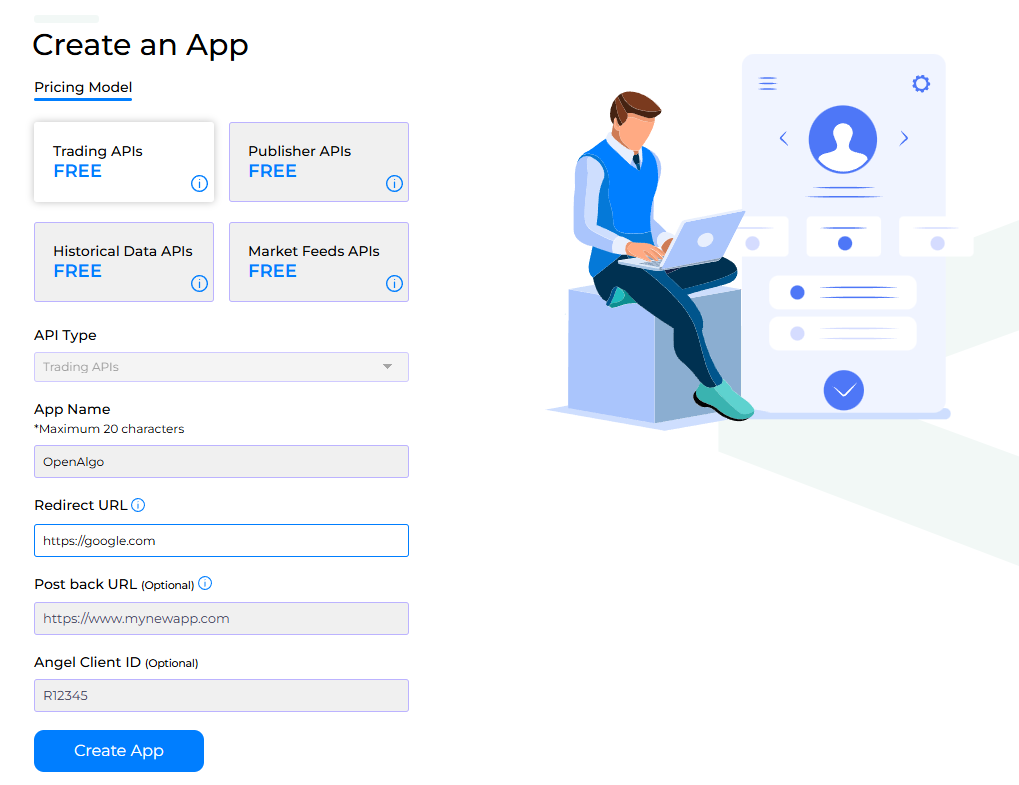 Create an App
Pricing Model
Trading APIs
FREE
Publisher APIs
FREE
Historical Data APIs
FREE
Market Feeds APIs
FREE
API Type
Trading APIs
App Name
*Maximum 20 characters
OpenAlgo
Redirect URL
https://google.com
Post back URL (Optional)
https://www.mynewapp.com
Angel Client ID (Optional)
R12345
Create App